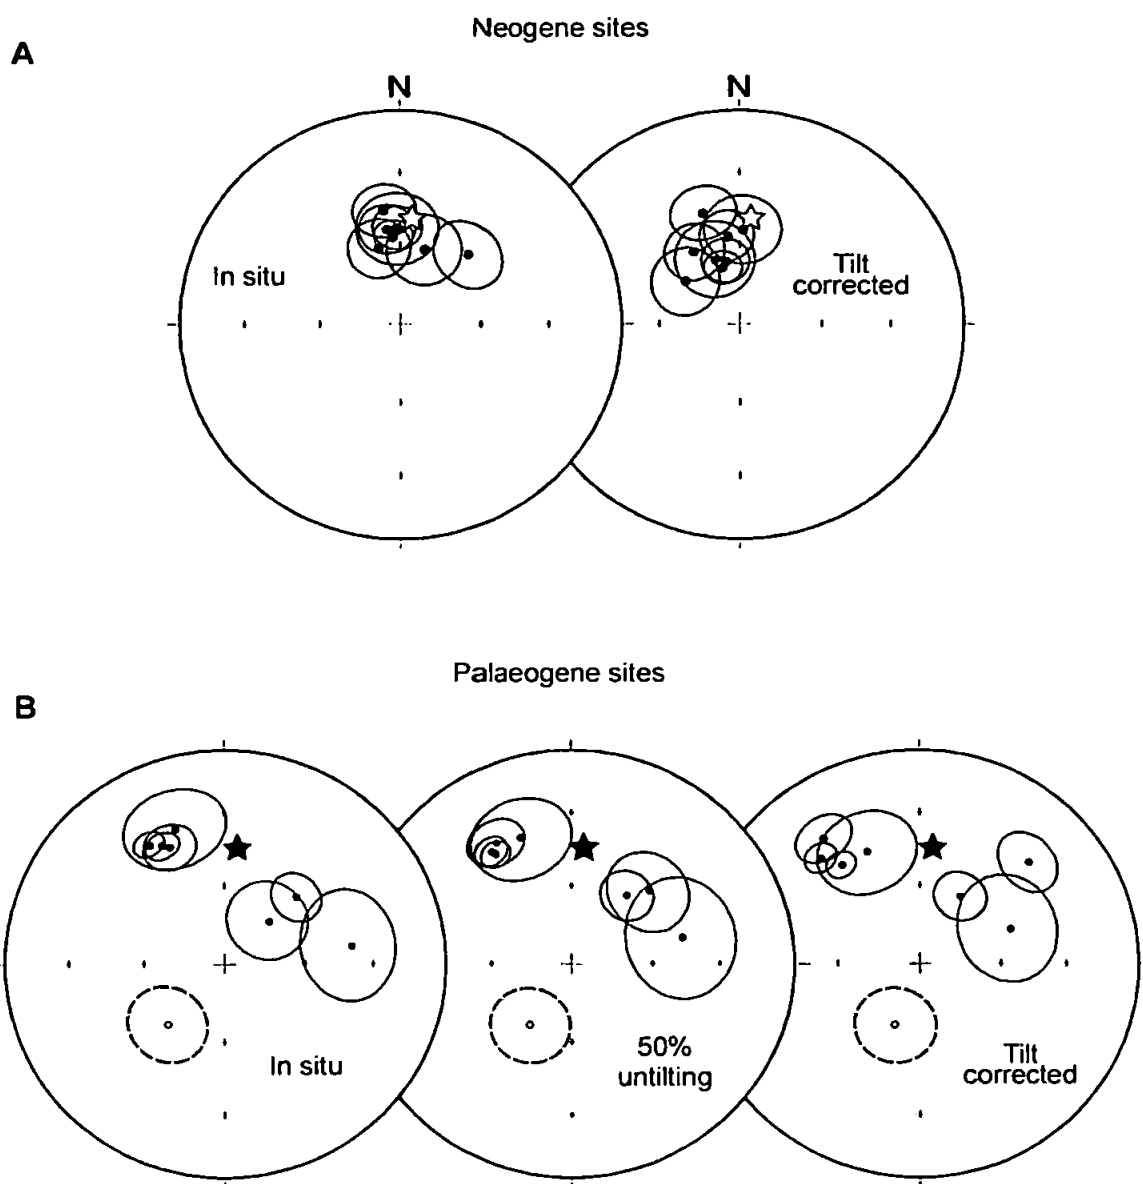 Neogene sites
A
N
N
In situ
Tilt
corrected
Palaeogene sites
B
In situ
50%
untilting
Tilt
corrected